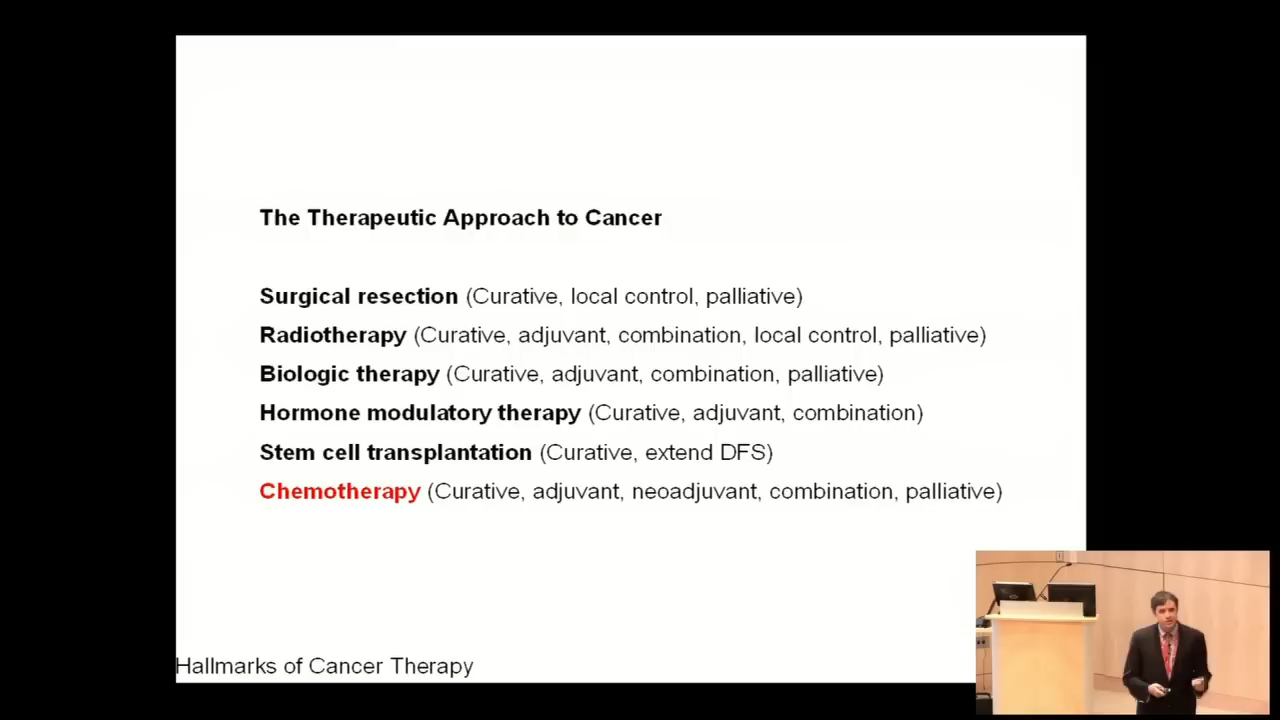 The Therapeutic Approach to Cancer
Surgical resection (Curative, local control, palliative)
Radiotherapy (Curative, adjuvant, combination, local control, palliative)
Biologic therapy (Curative, adjuvant, combination, palliative)
Hormone modulatory therapy (Curative, adjuvant, combination)
Stem cell transplantation (Curative, extend DFS)
Chemotherapy (Curative, adjuvant, neoadjuvant, combination, palliative)
Hallmarks of Cancer Therapy